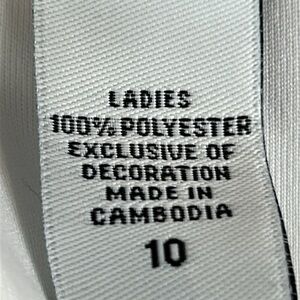 LADIES
100% POLYESTER
EXCLUSIVE OF
DECORATION
MADE IN
CAMBODIA
10